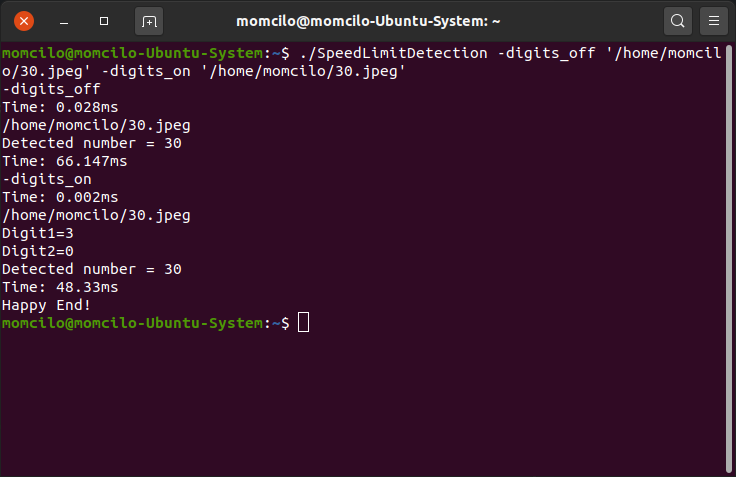 momcilo@momcilo-Ubuntu-System: ~
momcilo@momcilo-Ubuntu-System:~$ ./SpeedLimitDetection -digits_off '/home/momcil
o/30.jpeg' -digits_on '/home/momcilo/30.jpeg'
-digits_off
Time: 0.028ms
/home/momcilo/30.jpeg
Detected number = 30
Time: 66.147ms
-digits_on
Time: 0.002ms
/home/momcilo/30.jpeg
Digit1=3
Digit2=0
Detected number = 30
Time: 48.33ms
Happy End!
momcilo@momcilo-Ubuntu-System:~$